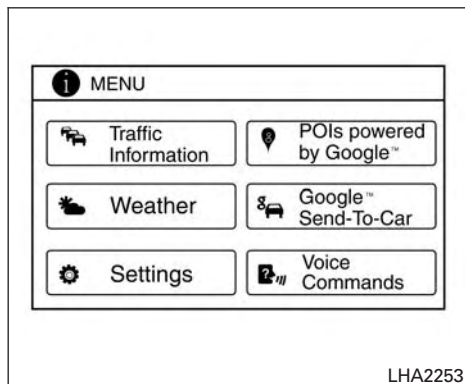 i MENU
Traffic
Information
POIs powered
by Google™
Weather
Google™
Send-To-Car
Settings
Voice
Commands
LHA2253